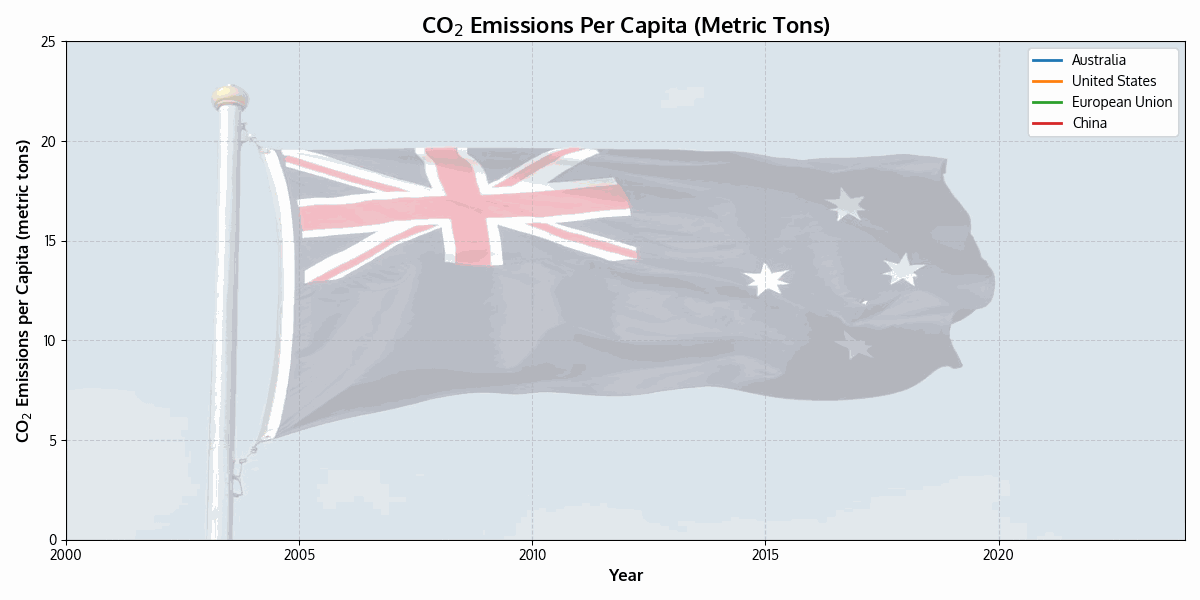 CO₂ Emissions Per Capita (Metric Tons)
CO₂ Emissions per Capita (metric tons)
25
20
15
10
5
0
Australia
United States
European Union
China
2000 2005 2010 2015 2020
Year